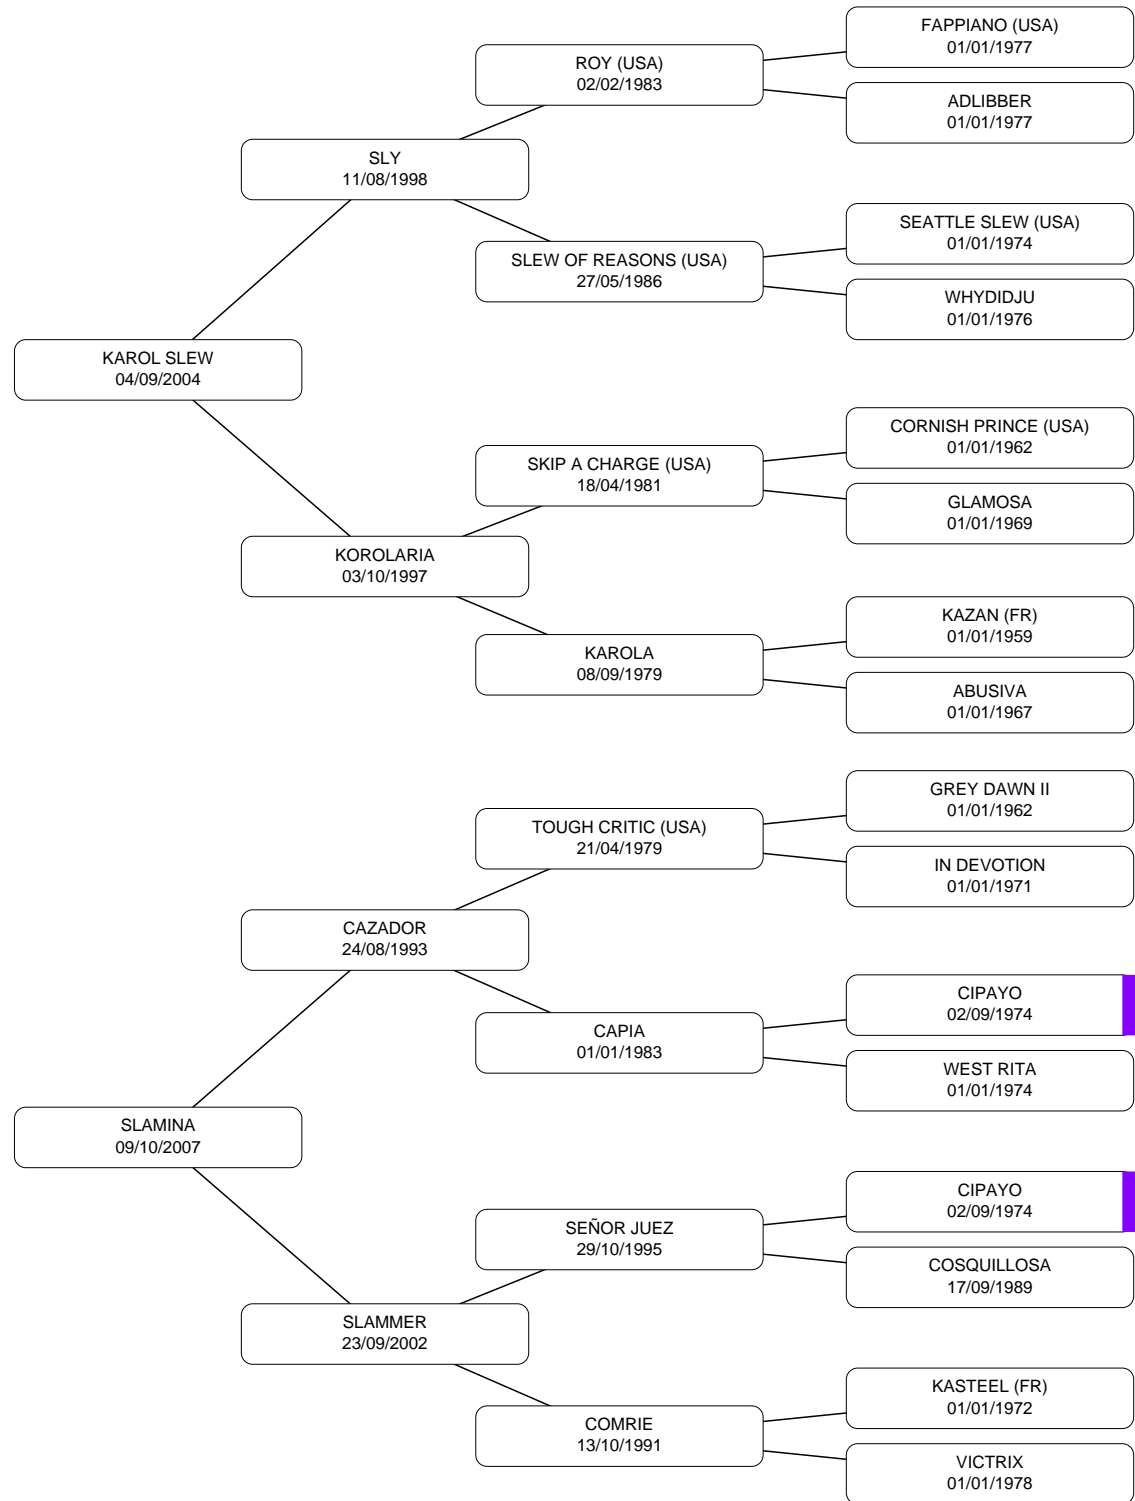 FAPPIANO (USA)
01/01/1977
ROY (USA)
02/02/1983
ADLIBBER
01/01/1977
SLY
11/08/1998
SEATTLE SLEW (USA)
01/01/1974
SLEW OF REASONS (USA)
27/05/1986
WHYDIDJU
01/01/1976
KAROL SLEW
04/09/2004
CORNISH PRINCE (USA)
01/01/1962
SKIP A CHARGE (USA)
18/04/1981
GLAMOSA
01/01/1969
KOROLARIA
03/10/1997
KAZAN (FR)
01/01/1959
KAROLA
08/09/1979
ABUSIVA
01/01/1967
GREY DAWN II
01/01/1962
TOUGH CRITIC (USA)
21/04/1979
IN DEVOTION
01/01/1971
CAZADOR
24/08/1993
CIPAYO
02/09/1974
CAPIA
01/01/1983
WEST RITA
01/01/1974
SLAMINA
09/10/2007
CIPAYO
02/09/1974
SEÑOR JUEZ
29/10/1995
COSQUILLOSA
17/09/1989
SLAMMER
23/09/2002
KASTEEL (FR)
01/01/1972
COMRIE
13/10/1991
VICTRIX
01/01/1978